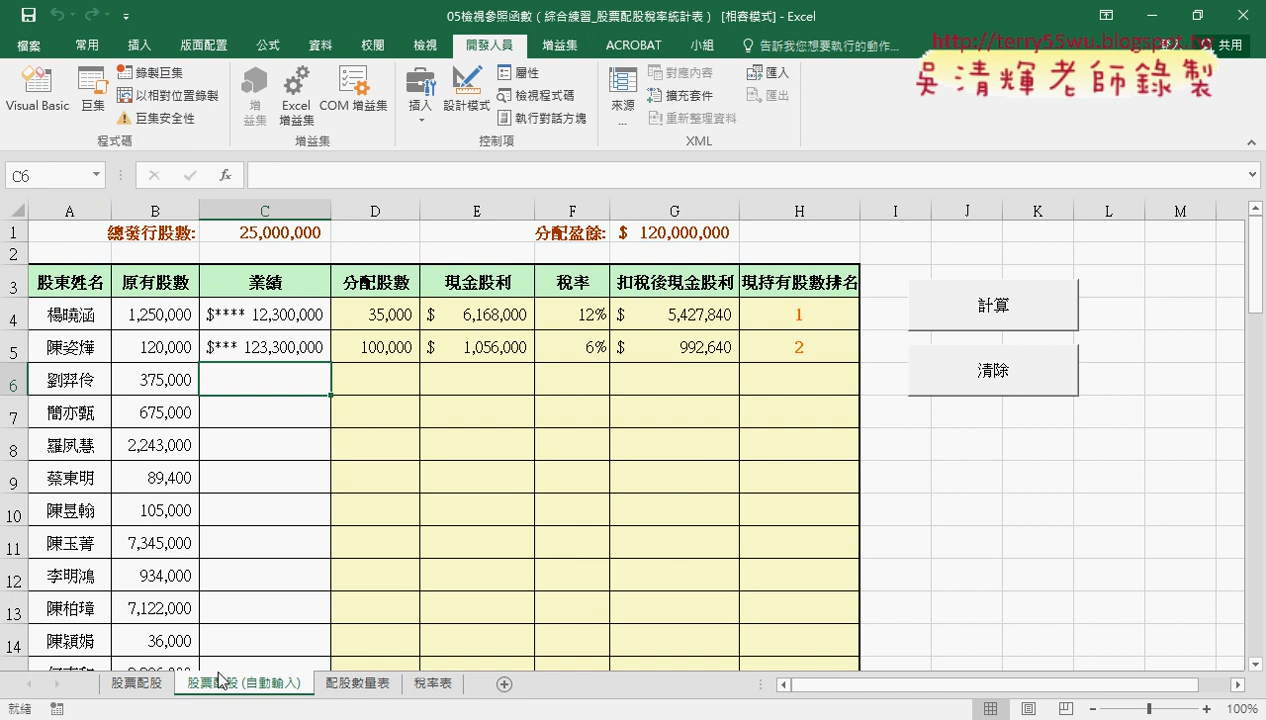 05檢視參照函數（綜合練習_股票配股稅率統計表） [相容模式] - Excel
檔案 常用 插入 版面配置 公式 資料 校閱 檢視 開發人員 增益集 ACROBAT 小組 告訴我您想要執行的動作... 登入 共用
http://terry55wu.blogspot.tw
吳清輝老師錄製
Visual Basic 巨集 錄製巨集 以相對位置錄製 巨集安全性 程式碼
增益集 Excel 增益集 COM 增益集 增益集
插入 設計模式 屬性 檢視程式碼 執行對話方塊 控制項
來源... 對應內容 擴充套件 重新整理資料 匯入 匯出 XML
C6 fx
A B C D E F G H I J K L M
1 總發行股數: 25,000,000 分配盈餘: $ 120,000,000
2
3 股東姓名 原有股數 業績 分配股數 現金股利 稅率 扣稅後現金股利 現持有股數排名
4 楊曉涵 1,250,000 $**** 12,300,000 35,000 $ 6,168,000 12% $ 5,427,840 1
5 陳姿燁 120,000 $*** 123,300,000 100,000 $ 1,056,000 6% $ 992,640 2
6 劉羿伶 375,000
7 簡亦甄 675,000
8 羅夙慧 2,243,000
9 蔡東明 89,400
10 陳昱翰 105,000
11 陳玉菁 7,345,000
12 李明鴻 934,000
13 陳柏璋 7,122,000
14 陳穎娟 36,000
計算
清除
股票配股 股票配股 (自動輸入) 配股數量表 稅率表
就緒 100%